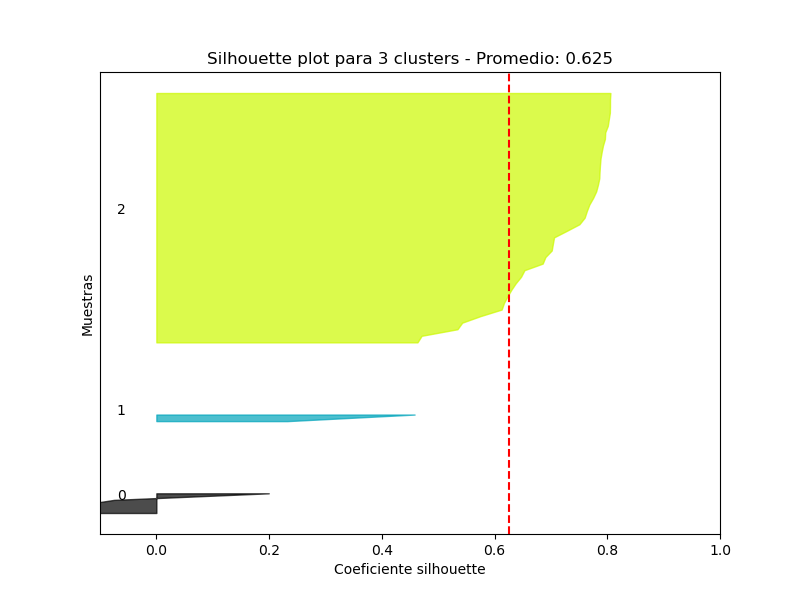 Silhouette plot para 3 clusters - Promedio: 0.625
2
1
0
Muestras
0.0 0.2 0.4 0.6 0.8 1.0
Coeficiente silhouette